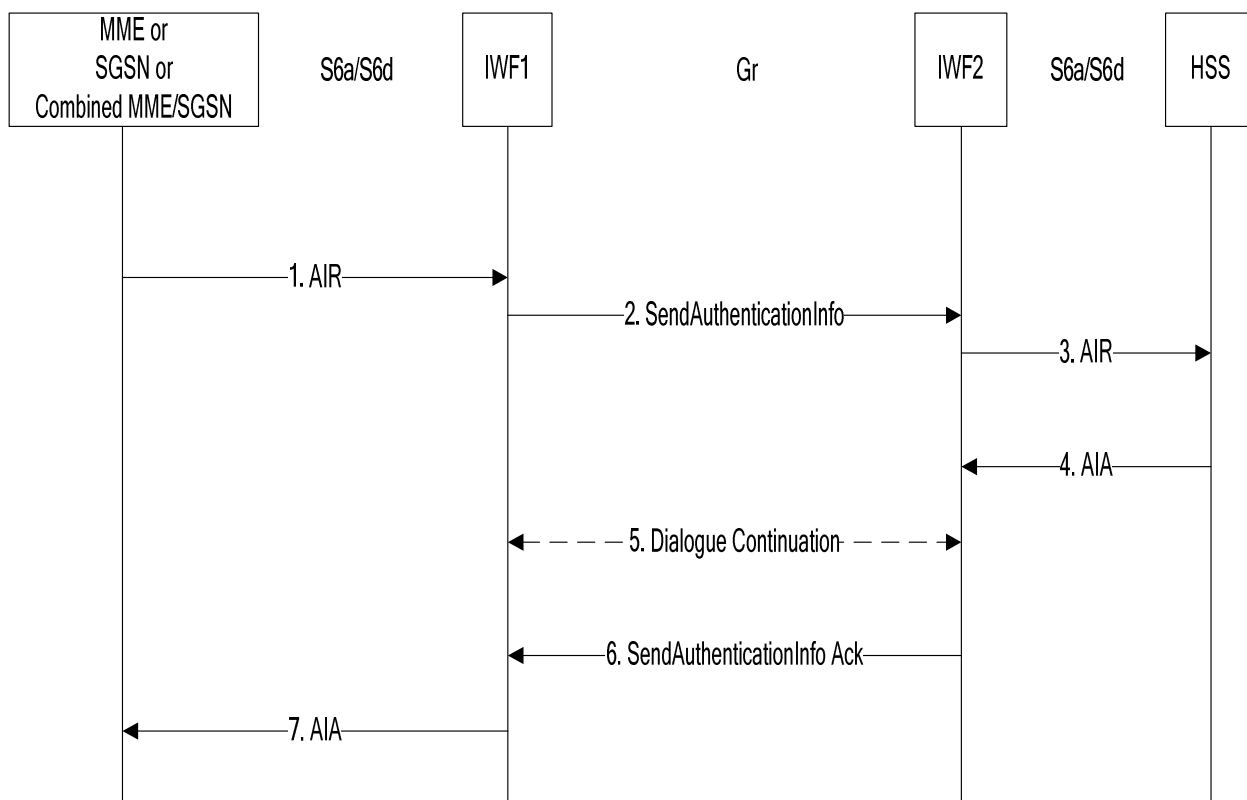 MME or
SGSN or
Combined MME/SGSN
S6a/S6d
IWF1
Gr
IWF2
S6a/S6d
HSS
1. AIR
2. SendAuthenticationInfo
3. AIR
4. AIA
5. Dialogue Continuation
6. SendAuthenticationInfo Ack
7. AIA